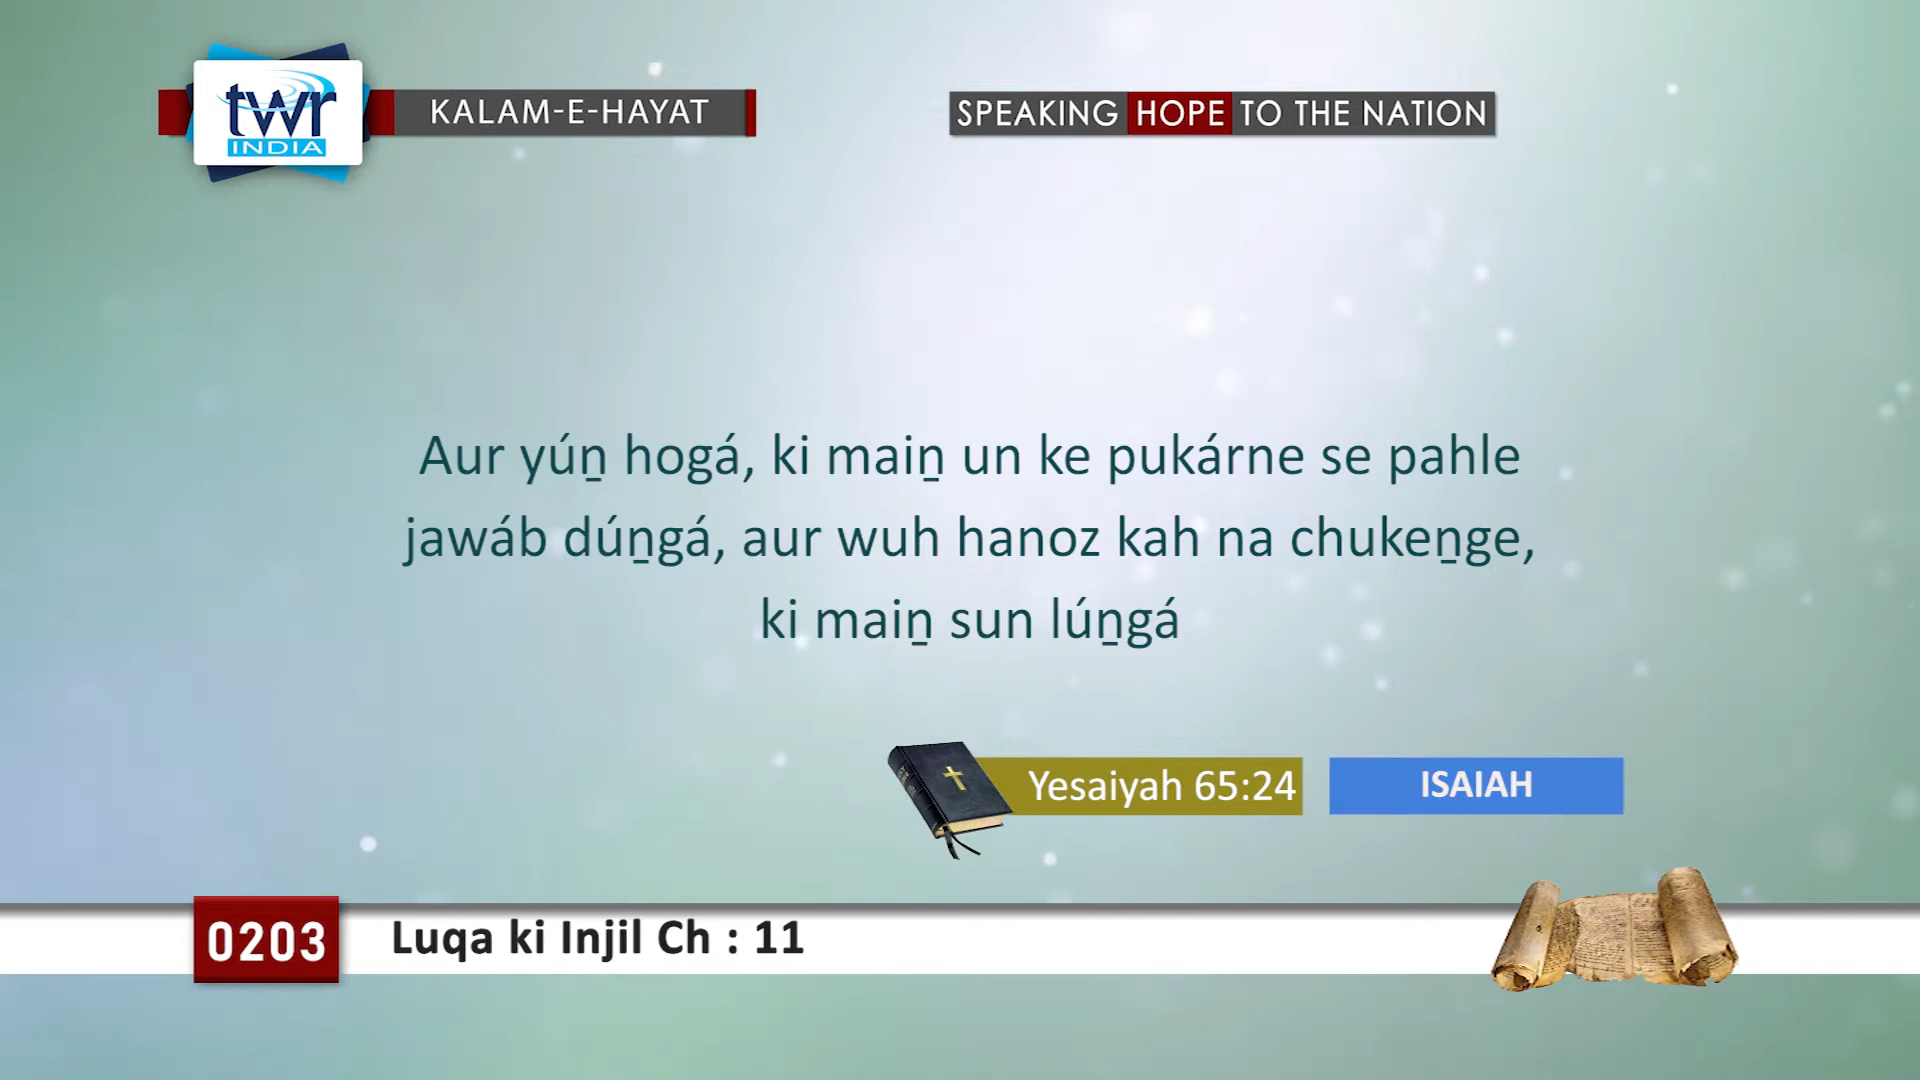 twr
INDIA
KALAM-E-HAYAT
SPEAKING HOPE TO THE NATION
Aur yúṉ hogá, ki maiṉ un ke pukárne se pahle
jawáb dúṉgá, aur wuh hanoz kah na chukeṉge,
ki maiṉ sun lúṉgá
Yesaiyah 65:24
ISAIAH
0203
Luqa ki Injil Ch : 11